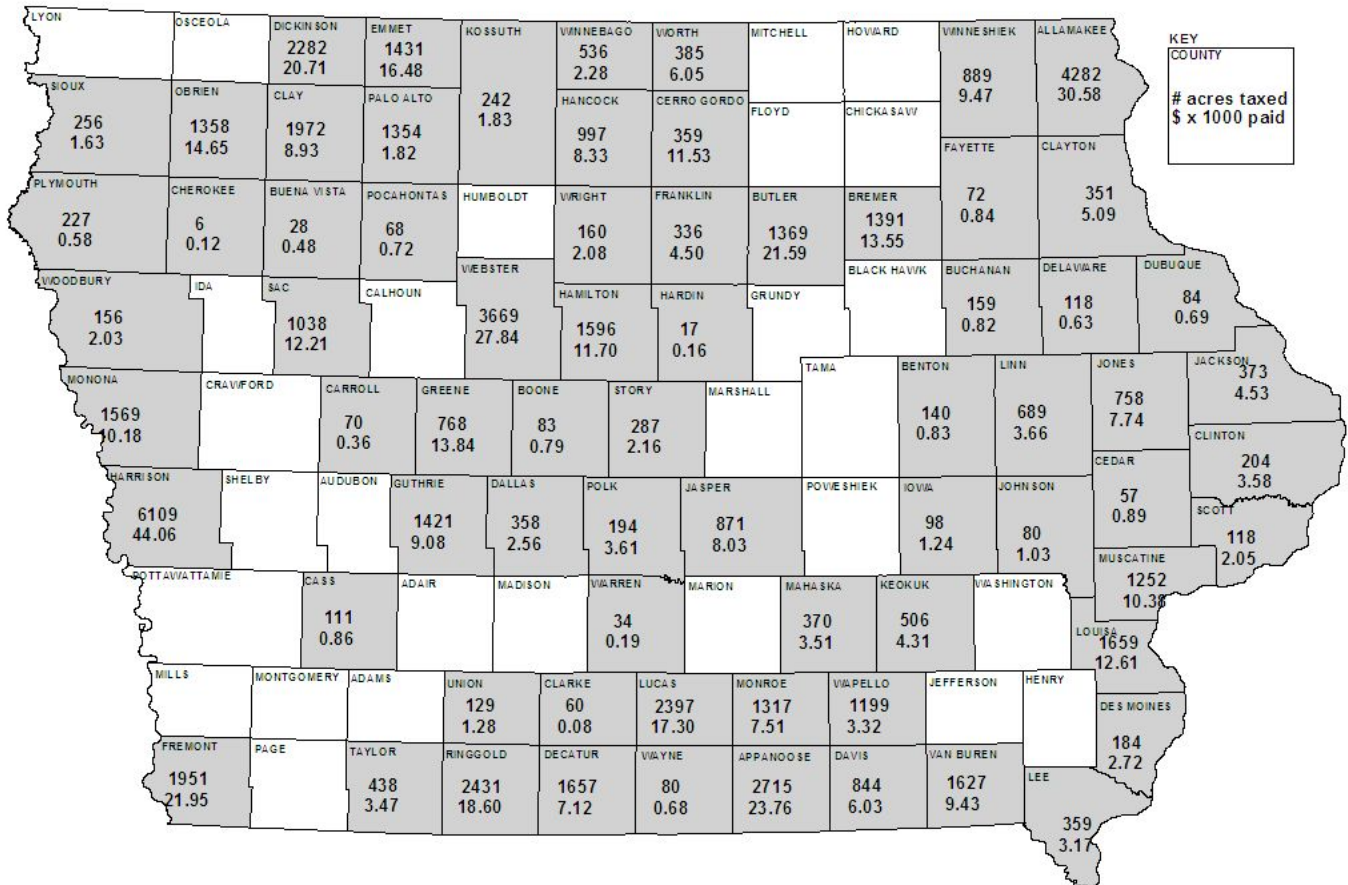 LYON
OSCEOLA
DICKINSON
2282
20.71
EMMET
1431
16.48
KOSSUTH
242
1.83
WINNEBAGO
536
2.28
WORTH
385
6.05
MITCHELL
HOWARD
WINNESHIEK
889
9.47
ALLAMAKEE
4282
30.58
KEY
COUNTY
# acres taxed
$ x 1000 paid
SIOUX
256
1.63
OBRIEN
1358
14.65
CLAY
1972
8.93
PALO ALTO
1354
1.82
HANCOCK
997
8.33
CERRO GORDO
359
11.53
FLOYD
CHICKASAW
FAYETTE
72
0.84
CLAYTON
351
5.09
PLYMOUTH
227
0.58
CHEROKEE
6
0.12
BUENA VISTA
28
0.48
POCAHONTAS
68
0.72
HUMBOLDT
WRIGHT
160
2.08
FRANKLIN
336
4.50
BUTLER
1369
21.59
BREMER
1391
13.55
WOODBURY
156
2.03
IDA
SAC
1038
12.21
CALHOUN
WEBSTER
3669
27.84
HAMILTON
1596
11.70
HARDIN
17
0.16
GRUNDY
BLACK HAWK
BUCHANAN
159
0.82
DELAWARE
118
0.63
DUBUQUE
84
0.69
MONONA
1569
10.18
CRAWFORD
CARROLL
70
0.36
GREENE
768
13.84
BOONE
83
0.79
STORY
287
2.16
MARSHALL
TAMA
BENTON
140
0.83
LINN
689
3.66
JONES
758
7.74
JACKSON
373
4.53
CLINTON
204
3.58
HARRISON
6109
44.06
SHELBY
AUDUBON
GUTHRIE
1421
9.08
DALLAS
358
2.56
POLK
194
3.61
JASPER
871
8.03
POWESHIEK
IOWA
98
1.24
JOHNSON
80
1.03
CEDAR
57
0.89
SCOTT
118
2.05
MUSCATINE
1252
10.38
POTTAWATTAMIE
CASS
111
0.86
ADAIR
MADISON
WARREN
34
0.19
MARION
MAHASKA
370
3.51
KEOKUK
506
4.31
WASHINGTON
LOUISA
1659
12.61
MILLS
MONTGOMERY
ADAMS
UNION
129
1.28
CLARKE
60
0.08
LUCAS
2397
17.30
MONROE
1317
7.51
WAPELLO
1199
3.32
JEFFERSON
HENRY
DES MOINES
184
2.72
FREMONT
1951
21.95
PAGE
TAYLOR
438
3.47
RINGGOLD
2431
18.60
DECATUR
1657
7.12
WAYNE
80
0.68
APPANOOSE
2715
23.76
DAVIS
844
6.03
VAN BUREN
1627
9.43
LEE
359
3.17